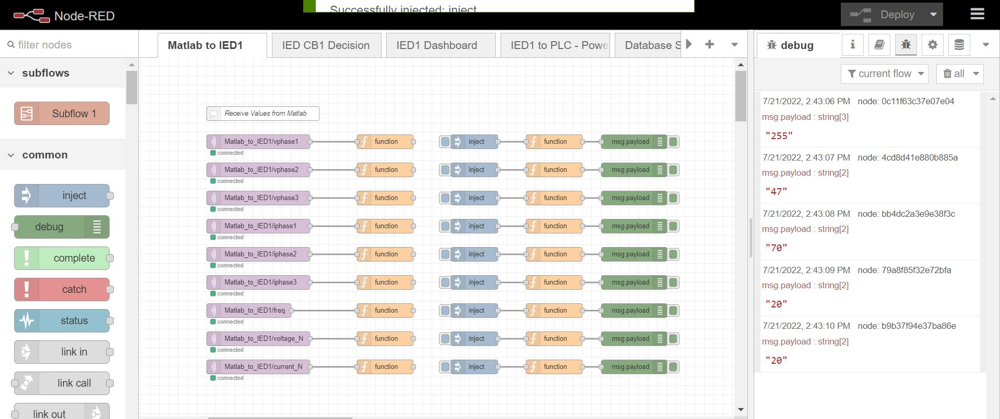 Successfully injected: inject
Node-RED
Deploy
filter nodes
Matlab to IED1
IED CB1 Decision
IED1 Dashboard
IED1 to PLC - Powe
Database S
debug
subflows
Subflow 1
common
inject
debug
complete
catch
status
link in
link call
link out
Receive Values from Matlab
Matlab_to_IED1/vphase1 function inject function msg.payload
connected
Matlab_to_IED1/vphase2 function inject function msg.payload
connected
Matlab_to_IED1/vphase3 function inject function msg.payload
connected
Matlab_to_IED1/iphase1 function inject function msg.payload
connected
Matlab_to_IED1/iphase2 function inject function msg.payload
connected
Matlab_to_IED1/iphase3 function inject function msg.payload
connected
Matlab_to_IED1/freq function inject function msg.payload
connected
Matlab_to_IED1/voltage_N function inject function msg.payload
connected
Matlab_to_IED1/current_N function inject function msg.payload
connected
current flow
all
7/21/2022, 2:43:06 PM node: 0c11f63c37e07e04
msg.payload : string[3]
"255"
7/21/2022, 2:43:07 PM node: 4cd8d41e880b885a
msg.payload : string[2]
"47"
7/21/2022, 2:43:08 PM node: bb4dc2a3e9e38f3c
msg.payload : string[2]
"70"
7/21/2022, 2:43:09 PM node: 79a8f85f32e72bfa
msg.payload : string[2]
"20"
7/21/2022, 2:43:10 PM node: b9b37f94e37ba86e
msg.payload : string[2]
"20"